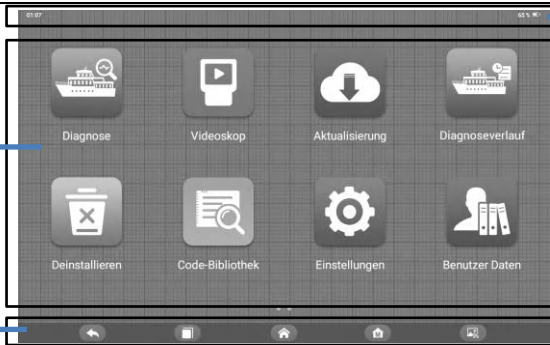 01:07 65 %
Diagnose Videoskop Aktualisierung Diagnoseverlauf
Deinstallieren Code-Bibliothek Einstellungen Benutzer Daten